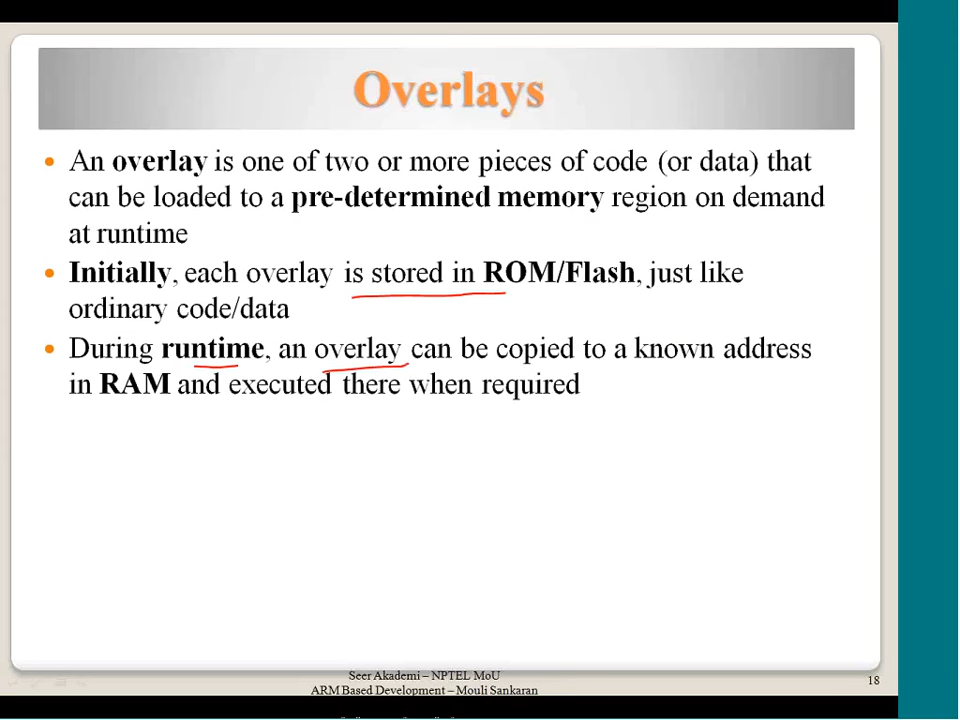 Overlays
• An overlay is one of two or more pieces of code (or data) that
can be loaded to a pre-determined memory region on demand
at runtime
• Initially, each overlay is stored in ROM/Flash, just like
ordinary code/data
• During runtime, an overlay can be copied to a known address
in RAM and executed there when required
Seer Akademi – NPTEL MoU
ARM Based Development – Mouli Sankaran
18